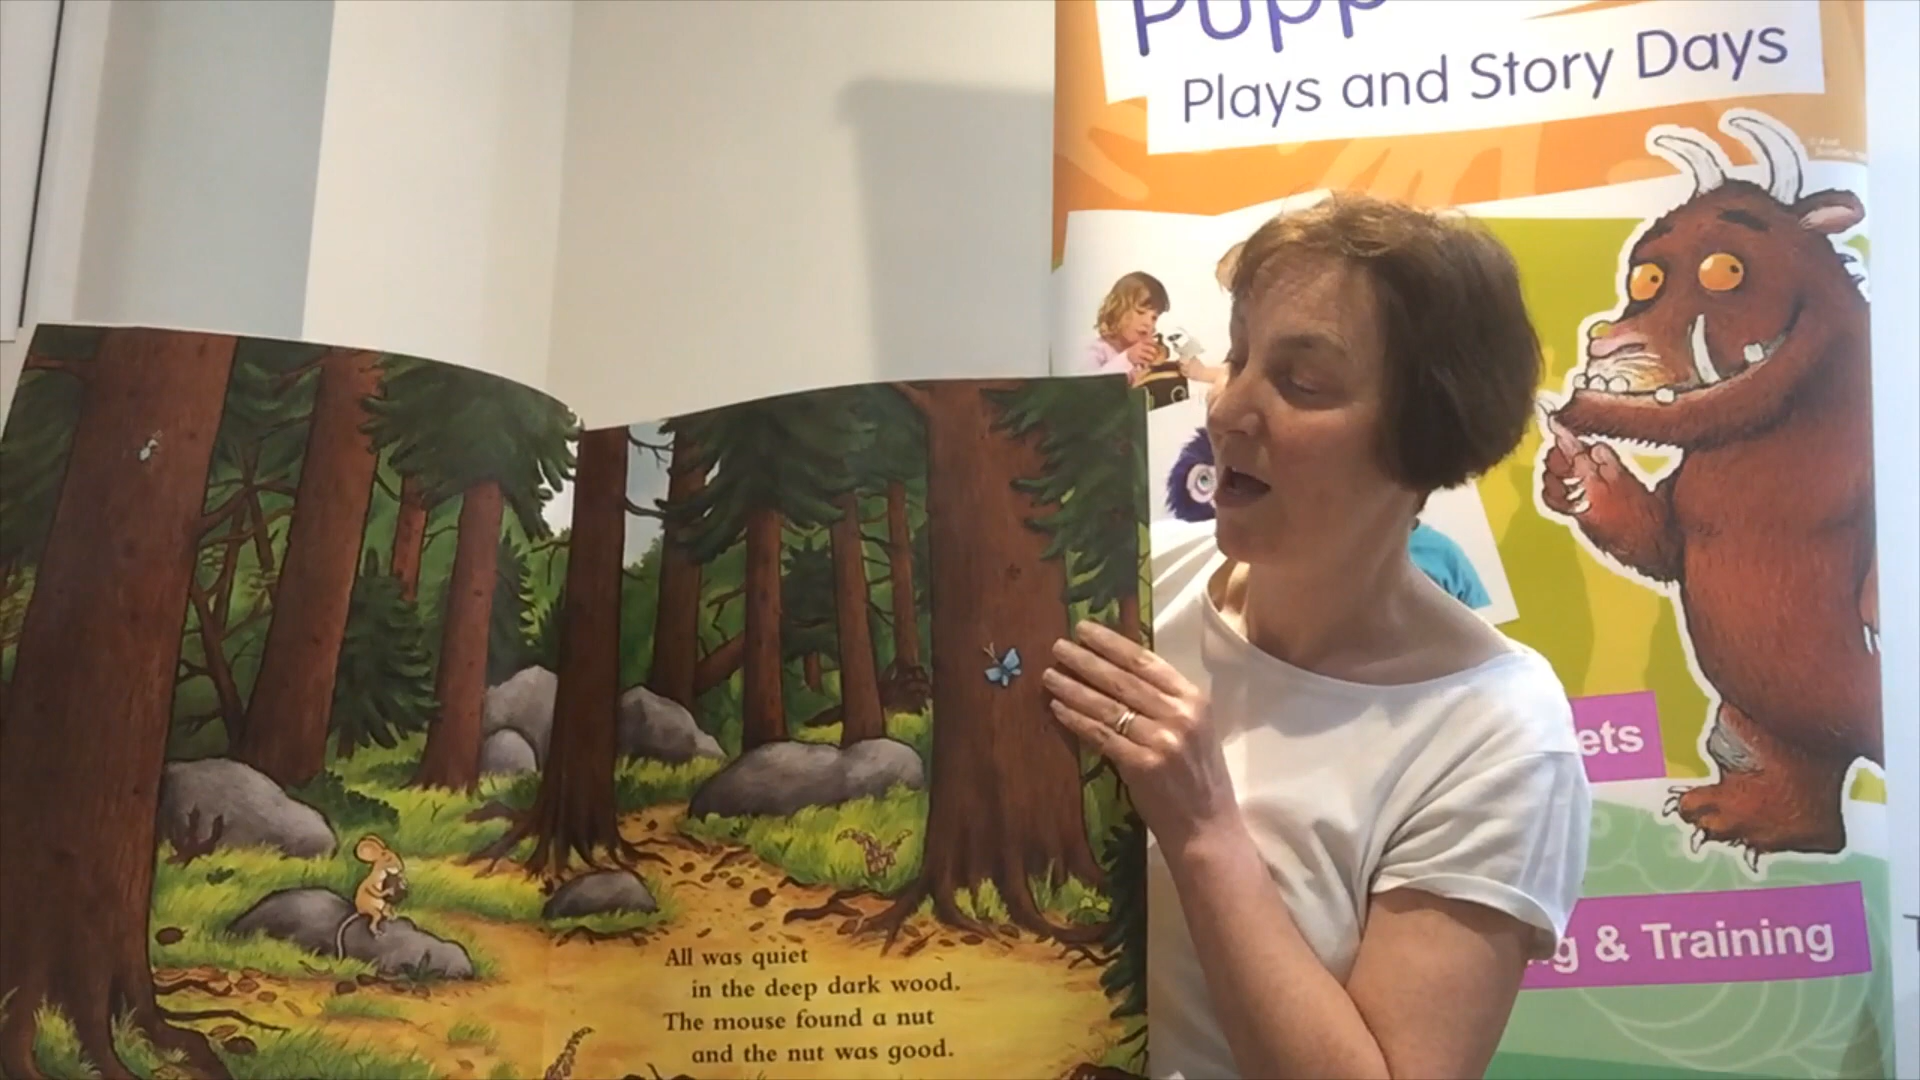 Plays and Story Days
ets
& Training
All was quiet
in the deep dark wood.
The mouse found a nut
and the nut was good.